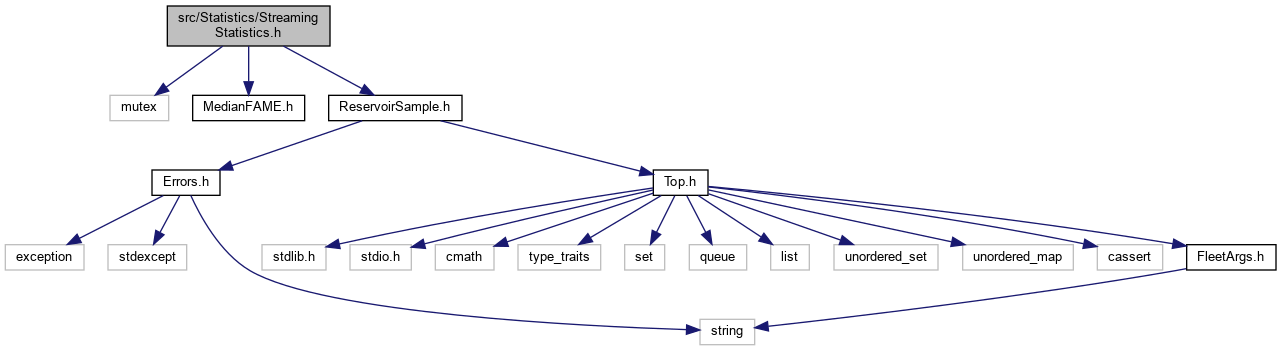 src/Statistics/Streaming
Statistics.h
mutex
MedianFAME.h
ReservoirSample.h
Errors.h
Top.h
exception
stdexcept
stdlib.h
stdio.h
cmath
type_traits
set
queue
list
unordered_set
unordered_map
cassert
FleetArgs.h
string